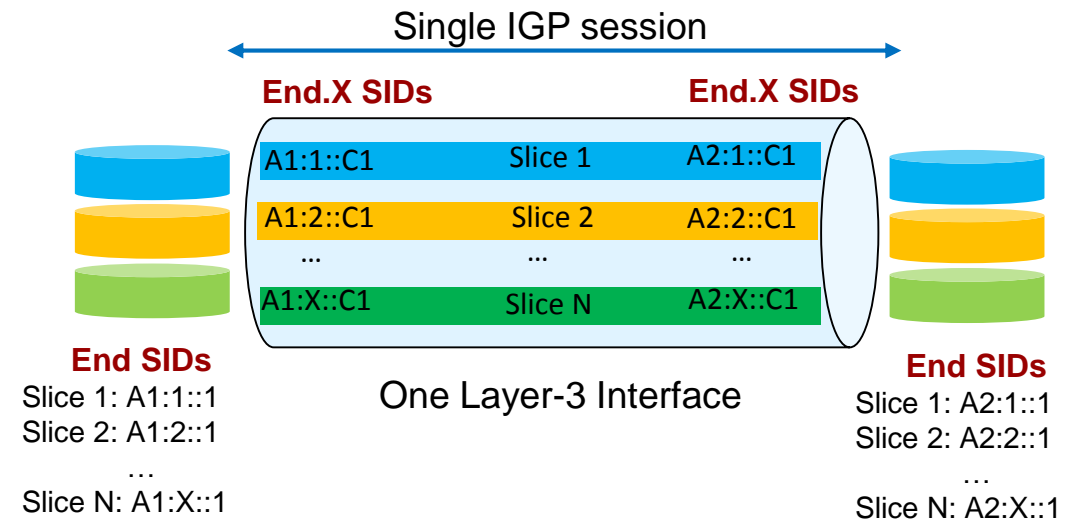 Single IGP session
End.X SIDs End.X SIDs
A1:1::C1 Slice 1 A2:1::C1
A1:2::C1 Slice 2 A2:2::C1
... ... ...
A1:X::C1 Slice N A2:X::C1
One Layer-3 Interface
End SIDs
Slice 1: A1:1::1
Slice 2: A1:2::1
...
Slice N: A1:X::1
End SIDs
Slice 1: A2:1::1
Slice 2: A2:2::1
...
Slice N: A2:X::1